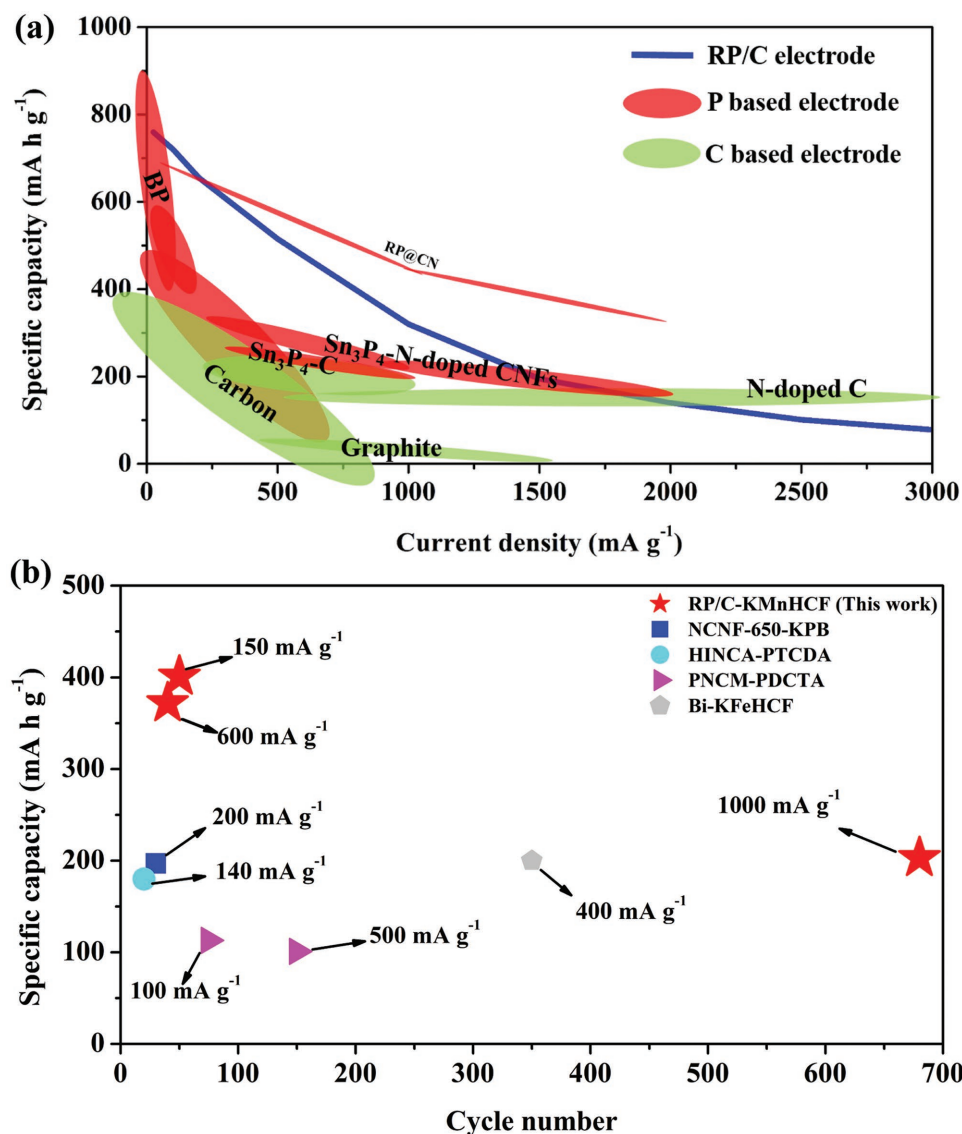 (a)
Specific capacity (mA h g⁻¹)
1000
800
600
400
200
0
RP/C electrode
P based electrode
C based electrode
BP
RP@CN
Sn₃P₄-N-doped CNFs
Sn₃P₄-C
Carbon
N-doped C
Graphite
0 500 1000 1500 2000 2500 3000
Current density (mA g⁻¹)
(b)
Specific capacity (mA h g⁻¹)
500
400
300
200
100
0
RP/C-KMnHCF (This work)
NCNF-650-KPB
HINCA-PTCDA
PNCM-PDCTA
Bi-KFeHCF
150 mA g⁻¹
600 mA g⁻¹
200 mA g⁻¹
140 mA g⁻¹
1000 mA g⁻¹
400 mA g⁻¹
500 mA g⁻¹
100 mA g⁻¹
0 100 200 300 400 500 600 700
Cycle number